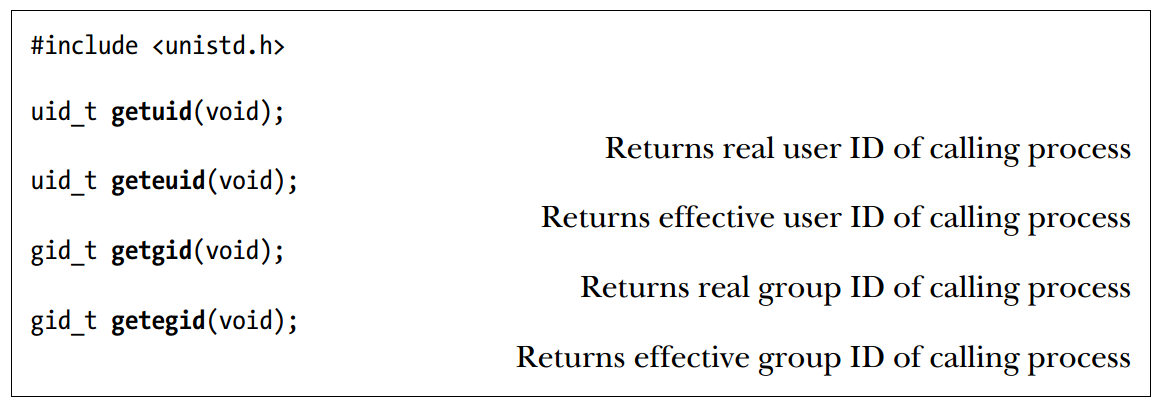 #include <unistd.h>
uid_t getuid(void);
Returns real user ID of calling process
uid_t geteuid(void);
Returns effective user ID of calling process
gid_t getgid(void);
Returns real group ID of calling process
gid_t getegid(void);
Returns effective group ID of calling process